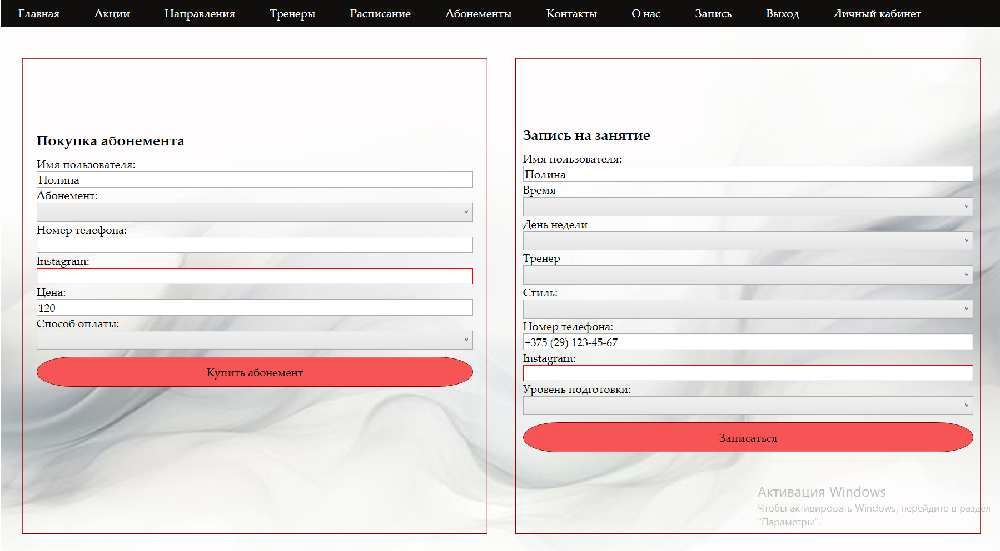 Главная Акции Направления Тренеры Расписание Абонементы Контакты О нас Запись Выход Личный кабинет
Покупка абонемента
Имя пользователя:
Полина
Абонемент:
Номер телефона:
Instagram:
Цена:
120
Способ оплаты:
Купить абонемент
Запись на занятие
Имя пользователя:
Полина
Время
День недели
Тренер
Стиль:
Номер телефона:
+375 (29) 123-45-67
Instagram:
Уровень подготовки:
Записаться
Активация Windows
Чтобы активировать Windows, перейдите в раздел
"Параметры".